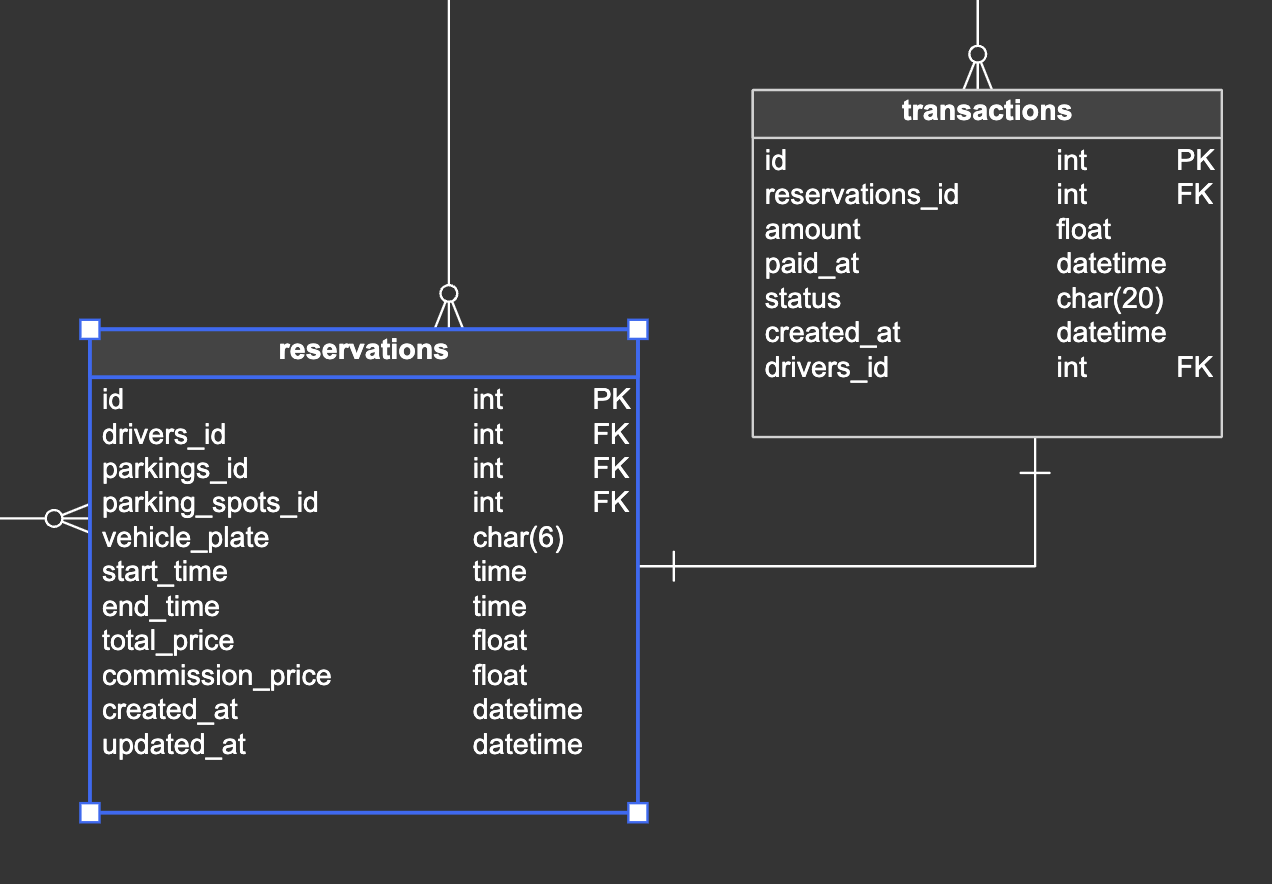 transactions
id int PK
reservations_id int FK
amount float
paid_at datetime
status char(20)
created_at datetime
drivers_id int FK
reservations
id int PK
drivers_id int FK
parkings_id int FK
parking_spots_id int FK
vehicle_plate char(6)
start_time time
end_time time
total_price float
commission_price float
created_at datetime
updated_at datetime